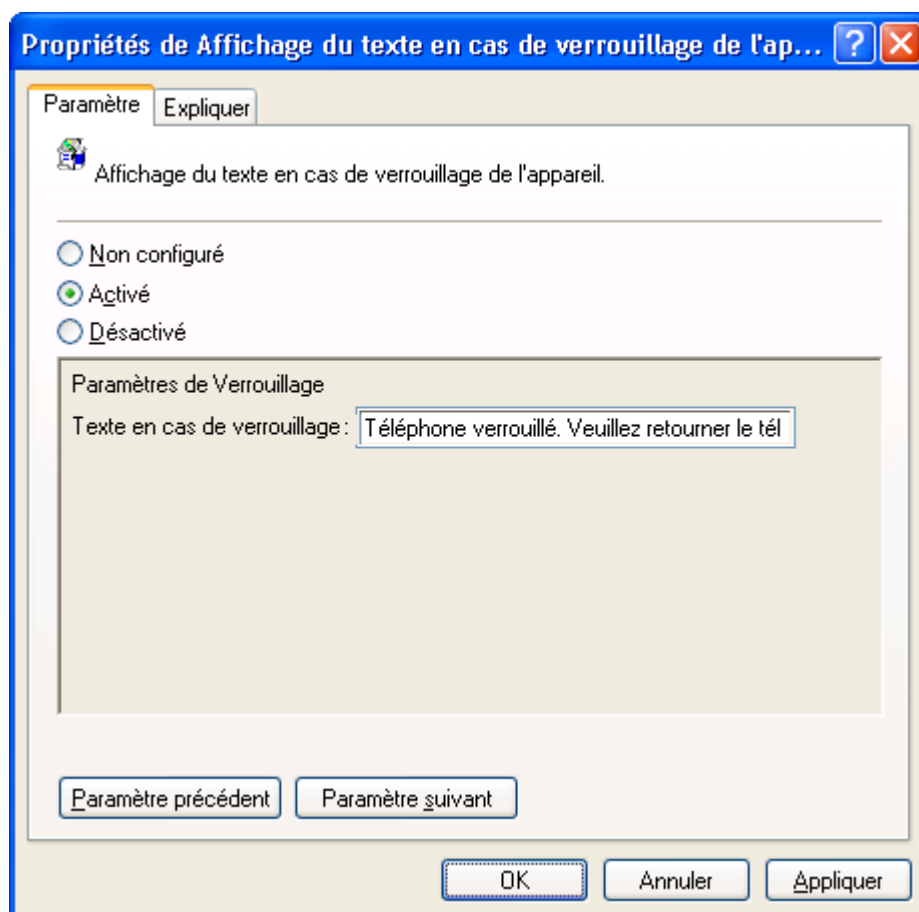 Propriétés de Affichage du texte en cas de verrouillage de l'ap...
Paramètre Expliquer
Affichage du texte en cas de verrouillage de l'appareil.
Non configuré
Activé
Désactivé
Paramètres de Verrouillage
Texte en cas de verrouillage : Téléphone verrouillé. Veuillez retourner le tél
Paramètre précédent Paramètre suivant
OK Annuler Appliquer